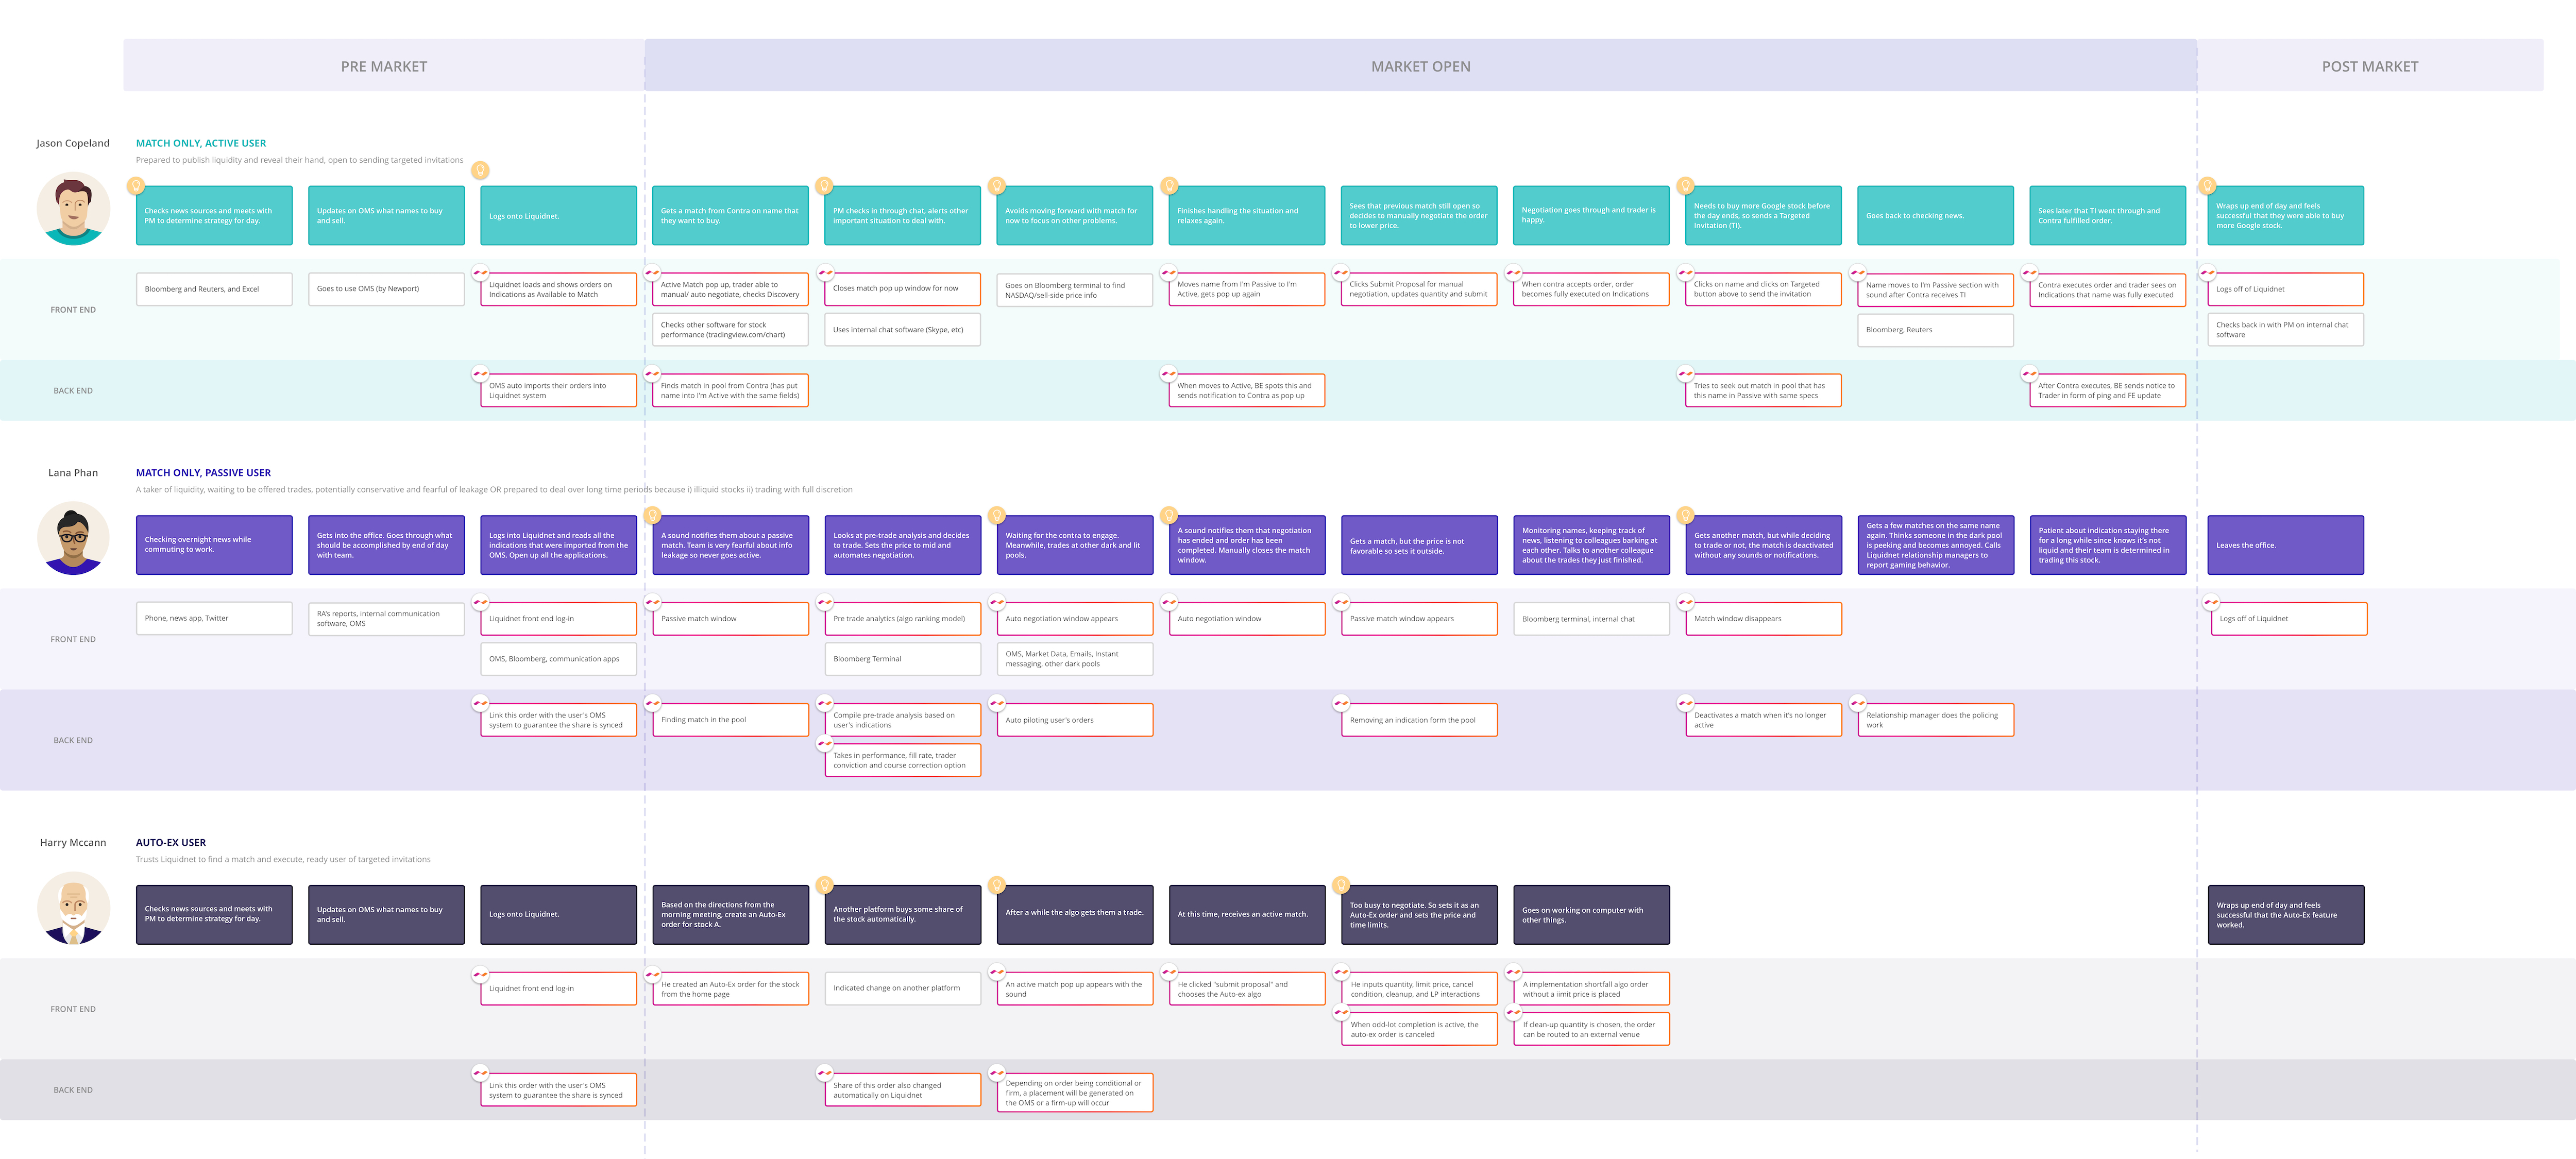 PRE MARKET
MARKET OPEN
POST MARKET
Jason Copeland
MATCH ONLY, ACTIVE USER
Prepared to publish liquidity and reveal their hand, open to sending targeted invitations
Checks news sources and meets with
PM to determine strategy for day.
Updates on OMS what names to buy
and sell.
Logs onto Liquidnet.
Gets a match from Contra on name that
they want to buy.
PM checks in through chat, alerts other
important situation to deal with.
Avoids moving forward with match for
now to focus on other problems.
Finishes handling the situation and
relaxes again.
Sees that previous match still open so
decides to manually negotiate the order
to lower price.
Negotiation goes through and trader is
happy.
Needs to buy more Google stock before
the day ends, so sends a Targeted
Invitation (TI).
Goes back to checking news.
Sees later that TI went through and
Contra fulfilled order.
Wraps up end of day and feels
successful that they were able to buy
more Google stock.
FRONT END
Bloomberg and Reuters, and Excel
Goes to use OMS (by Newport)
Liquidnet loads and shows orders on
Indications as Available to Match
Active Match pop up, trader able to
manual/ auto negotiate, checks Discovery
Closes match pop up window for now
Goes on Bloomberg terminal to find
NASDAQ/sell-side price info
Moves name from I'm Passive to I'm
Active, gets pop up again
Clicks Submit Proposal for manual
negotiation, updates quantity and submit
When contra accepts order, order
becomes fully executed on Indications
Clicks on name and clicks on Targeted
button above to send the invitation
Name moves to I'm Passive section with
sound after Contra receives TI
Contra executes order and trader sees on
Indications that name was fully executed
Logs off of Liquidnet
Checks other software for stock
performance (tradingview.com/chart)
Uses internal chat software (Skype, etc)
Bloomberg, Reuters
Checks back in with PM on internal chat
software
BACK END
OMS auto imports their orders into
Liquidnet system
Finds match in pool from Contra (has put
name into I'm Active with the same fields)
When moves to Active, BE spots this and
sends notification to Contra as pop up
Tries to seek out match in pool that has
this name in Passive with same specs
After Contra executes, BE sends notice to
Trader in form of ping and FE update
Lana Phan
MATCH ONLY, PASSIVE USER
A taker of liquidity, waiting to be offered trades, potentially conservative and fearful of leakage OR prepared to deal over long time periods because i) illiquid stocks ii) trading with full discretion
Checking overnight news while
commuting to work.
Gets into the office. Goes through what
should be accomplished by end of day
with team.
Logs into Liquidnet and reads all the
indications that were imported from the
OMS. Open up all the applications.
A sound notifies them about a passive
match. Team is very fearful about info
leakage so never goes active.
Looks at pre-trade analysis and decides
to trade. Sets the price to mid and
automates negotiation.
Waiting for the contra to engage.
Meanwhile, trades at other dark and lit
pools.
A sound notifies them that negotiation
has ended and order has been
completed. Manually closes the match
window.
Gets a match, but the price is not
favorable so sets it outside.
Monitoring names, keeping track of
news, listening to colleagues barking at
each other. Talks to another colleague
about the trades they just finished.
Gets another match, but while deciding
to trade or not, the match is deactivated
without any sounds or notifications.
Gets a few matches on the same name
again. Thinks someone in the dark pool
is peeking and becomes annoyed. Calls
Liquidnet relationship managers to
report gaming behavior.
Patient about indication staying there
for a long while since knows it's not
liquid and their team is determined in
trading this stock.
Leaves the office.
FRONT END
Phone, news app, Twitter
RA's reports, internal communication
software, OMS
Liquidnet front end log-in
Passive match window
Pre trade analytics (algo ranking model)
Auto negotiation window appears
Auto negotiation window
Passive match window appears
Bloomberg terminal, internal chat
Match window disappears
Logs off of Liquidnet
OMS, Bloomberg, communication apps
Bloomberg Terminal
OMS, Market Data, Emails, Instant
messaging, other dark pools
BACK END
Link this order with the user's OMS
system to guarantee the share is synced
Finding match in the pool
Compile pre-trade analysis based on
user's indications
Auto piloting user's orders
Removing an indication form the pool
Deactivates a match when it's no longer
active
Relationship manager does the policing
work
Takes in performance, fill rate, trader
conviction and course correction option
Harry Mccann
AUTO-EX USER
Trusts Liquidnet to find a match and execute, ready user of targeted invitations
Checks news sources and meets with
PM to determine strategy for day.
Updates on OMS what names to buy
and sell.
Logs onto Liquidnet.
Based on the directions from the
morning meeting, create an Auto-Ex
order for stock A.
Another platform buys some share of
the stock automatically.
After a while the algo gets them a trade.
At this time, receives an active match.
Too busy to negotiate. So sets it as an
Auto-Ex order and sets the price and
time limits.
Goes on working on computer with
other things.
Wraps up end of day and feels
successful that the Auto-Ex feature
worked.
FRONT END
Liquidnet front end log-in
He created an Auto-Ex order for the stock
from the home page
Indicated change on another platform
An active match pop up appears with the
sound
He clicked "submit proposal" and
chooses the Auto-ex algo
He inputs quantity, limit price, cancel
condition, cleanup, and LP interactions
A implementation shortfall algo order
without a iimit price is placed
When odd-lot completion is active, the
auto-ex order is canceled
If clean-up quantity is chosen, the order
can be routed to an external venue
BACK END
Link this order with the user's OMS
system to guarantee the share is synced
Share of this order also changed
automatically on Liquidnet
Depending on order being conditional or
firm, a placement will be generated on
the OMS or a firm-up will occur